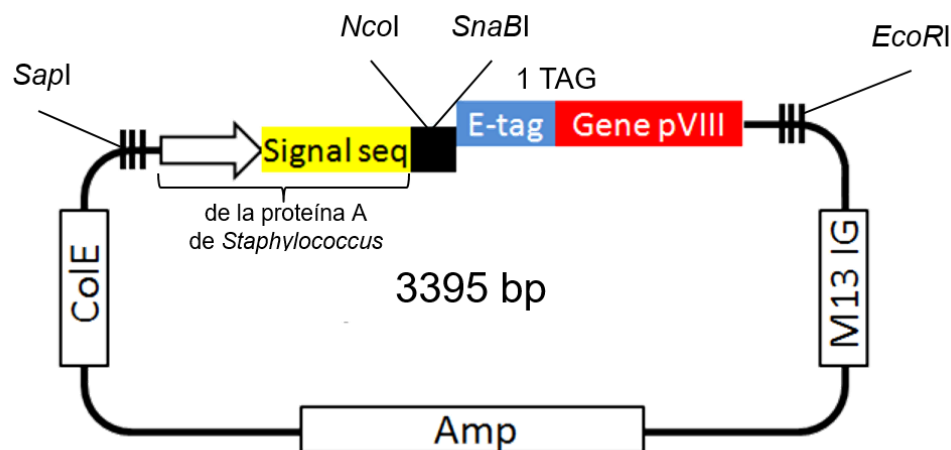 NcoI SnaBI
EcoRI
SapI
1 TAG
E-tag Gene pVIII
Signal seq
de la proteína A
de Staphylococcus
3395 bp
ColE
M13 IG
Amp